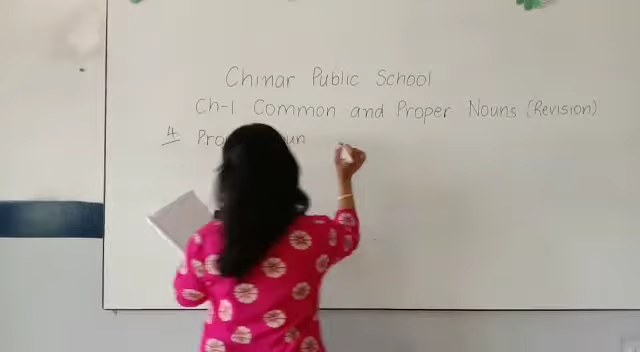 Chinar Public School
Ch-1 Common and Proper Nouns (Revision)
4